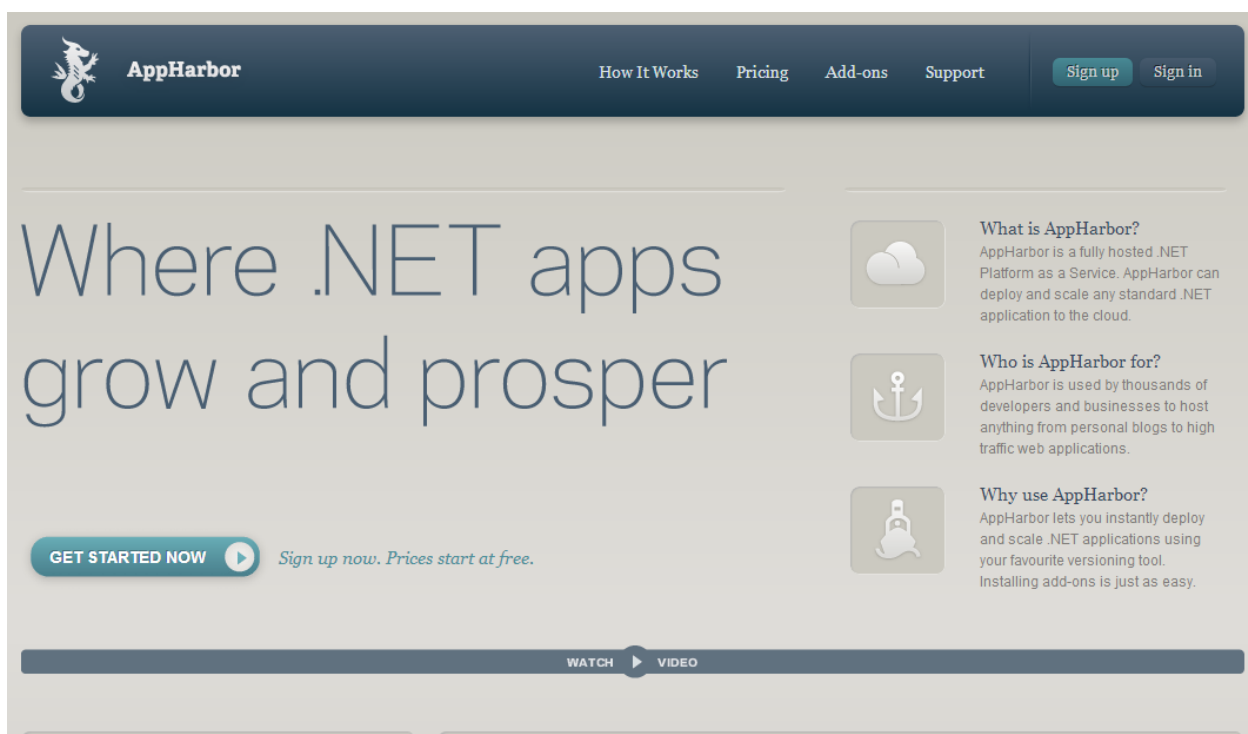 AppHarbor
How It Works
Pricing
Add-ons
Support
Sign up
Sign in
Where .NET apps
grow and prosper
GET STARTED NOW
Sign up now. Prices start at free.
What is AppHarbor?
AppHarbor is a fully hosted .NET
Platform as a Service. AppHarbor can
deploy and scale any standard .NET
application to the cloud.
Who is AppHarbor for?
AppHarbor is used by thousands of
developers and businesses to host
anything from personal blogs to high
traffic web applications.
Why use AppHarbor?
AppHarbor lets you instantly deploy
and scale .NET applications using
your favourite versioning tool.
Installing add-ons is just as easy.
WATCH VIDEO